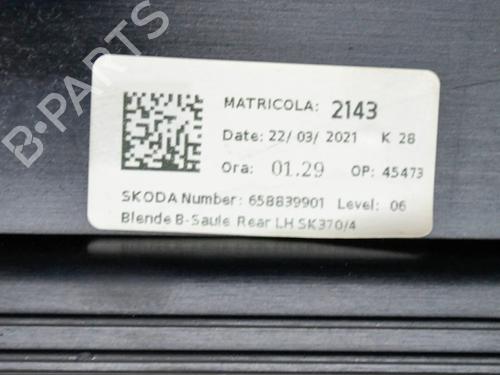 B-PARTS
MATRICOLA: 2143
Date: 22/ 03/ 2021 K 28
Ora: 01.29 OP: 45473
SKODA Number: 658839901 Level: 06
Blende B-Saule Rear LH SK370/4